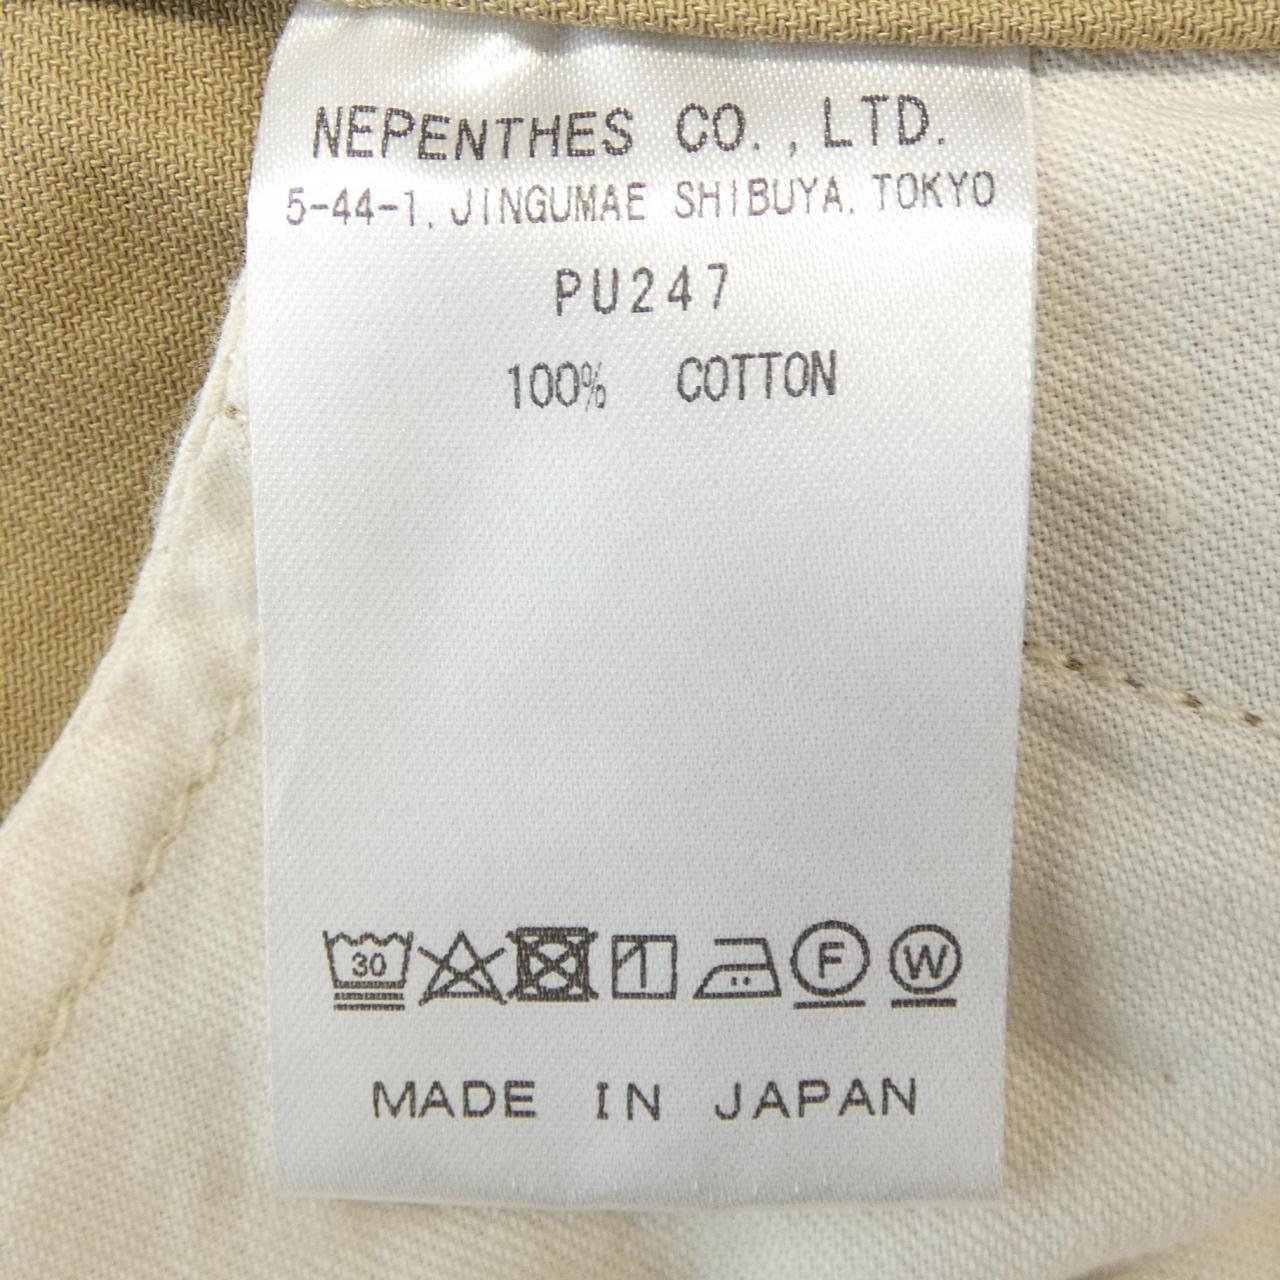 NEPENTHES CO., LTD.
5-44-1, JINGUMAE SHIBUYA, TOKYO
PU247
100% COTTON
30 F W
MADE IN JAPAN